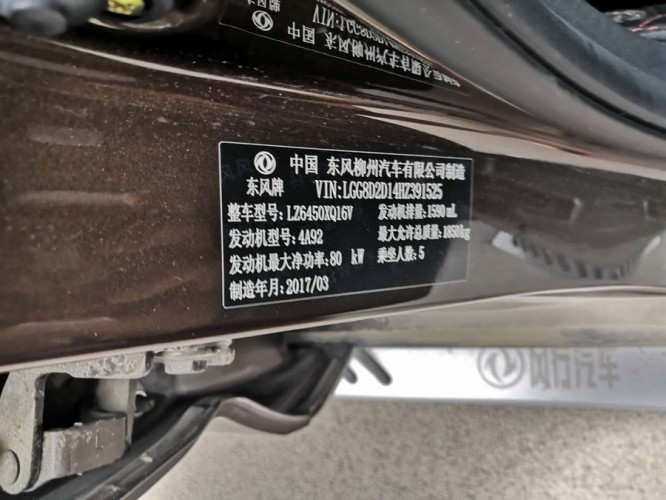 中国 东风柳州汽车有限公司制造
东风牌 VIN:LGG8D2D14HZ391525
整车型号: LZ6450XQ16V 发动机排量: 1590 mL
发动机型号: 4A92 最大允许总质量: 1850kg
发动机最大净功率: 80 kW 乘坐人数: 5
制造年月: 2017/03
风行汽车